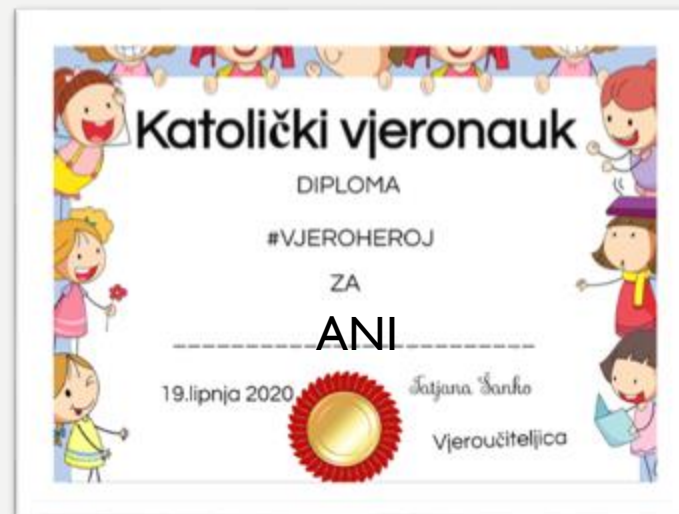 Katolički vjeronauk
DIPLOMA
#VJEROHEROJ
ZA
ANI
19.lipnja 2020
Tatjana Šanko
Vjeroučiteljica